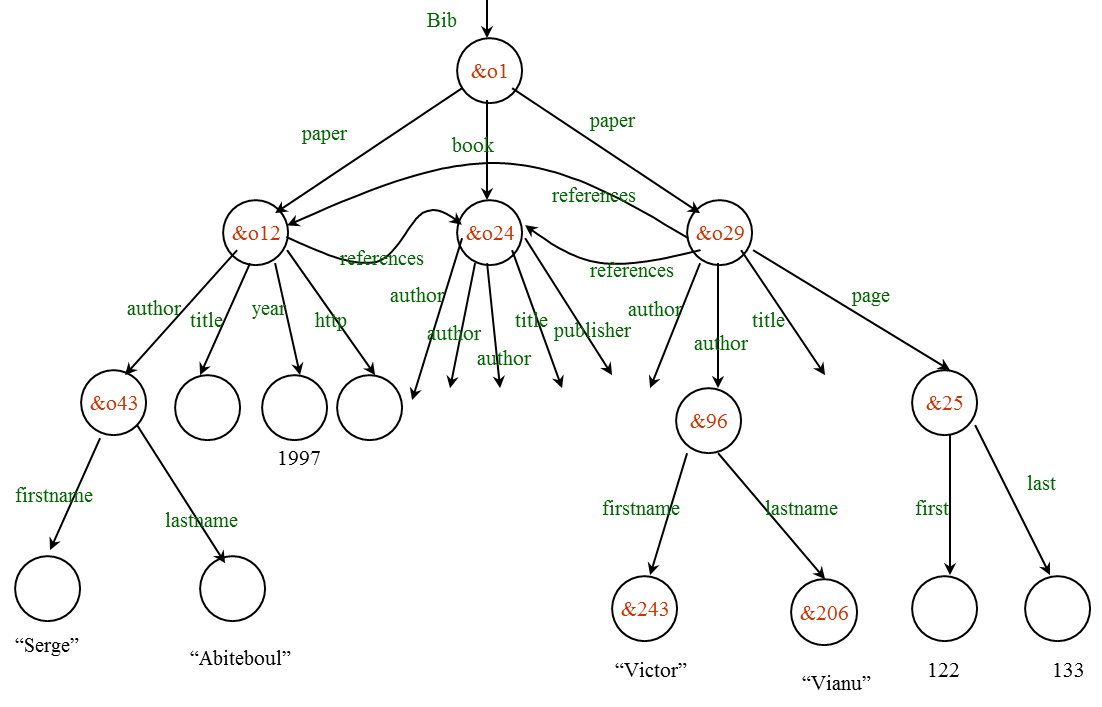 Bib
&o1
paper
paper
book
references
&o12
&o24
&o29
references
references
author
title
year
http
author
author
author
title
publisher
author
author
title
page
&o43
&96
&25
1997
firstname
lastname
firstname
lastname
first
last
&243
&206
“Serge”
“Abiteboul”
“Victor”
“Vianu”
122
133